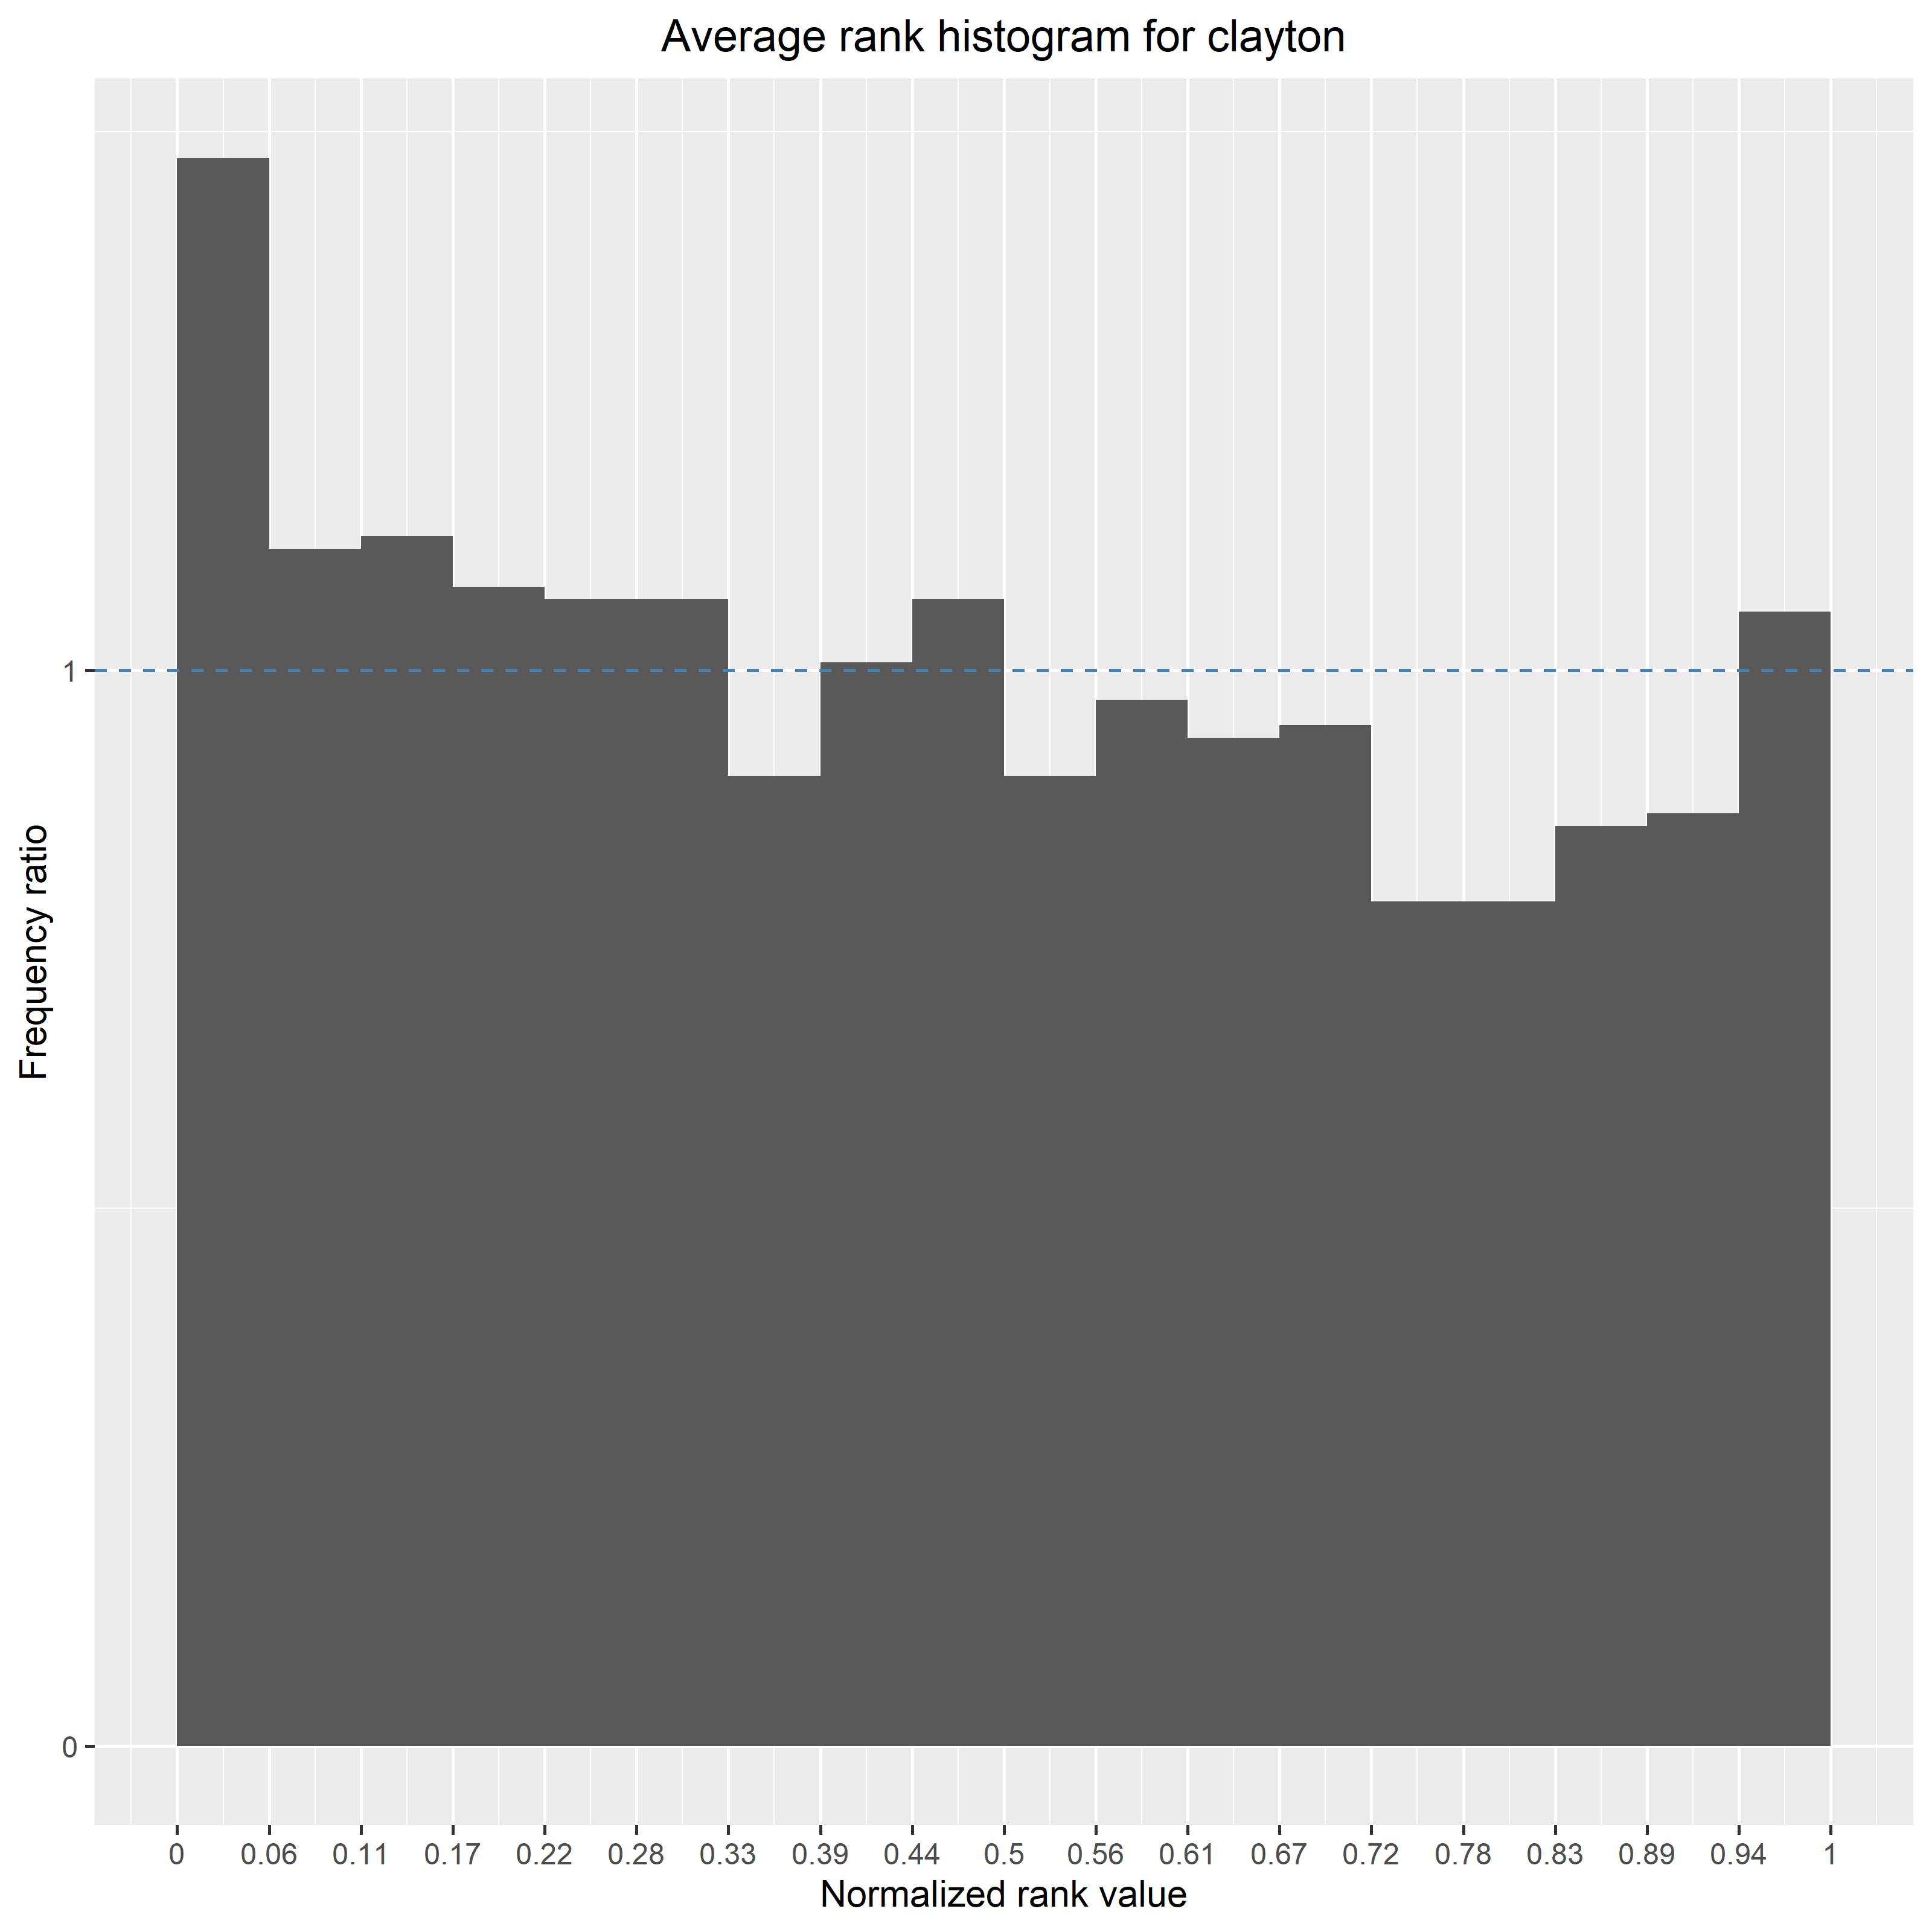 Average rank histogram for clayton
Frequency ratio
1
0
0 0.06 0.11 0.17 0.22 0.28 0.33 0.39 0.44 0.5 0.56 0.61 0.67 0.72 0.78 0.83 0.89 0.94 1
Normalized rank value